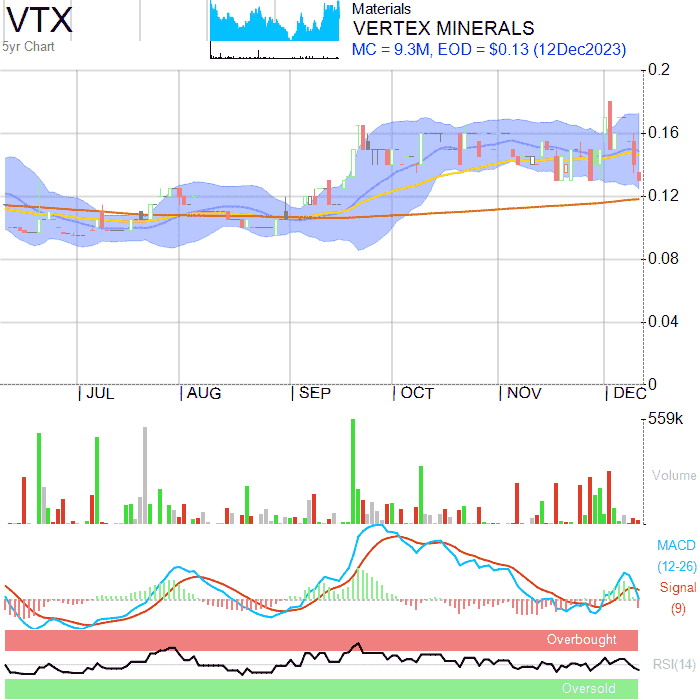 VTX
5yr Chart
Materials
VERTEX MINERALS
MC = 9.3M, EOD = $0.13 (12Dec2023)
0.2
0.16
0.12
0.08
0.04
0
JUL AUG SEP OCT NOV DEC
559k
Volume
MACD
(12-26)
Signal
(9)
Overbought
RSI(14)
Oversold